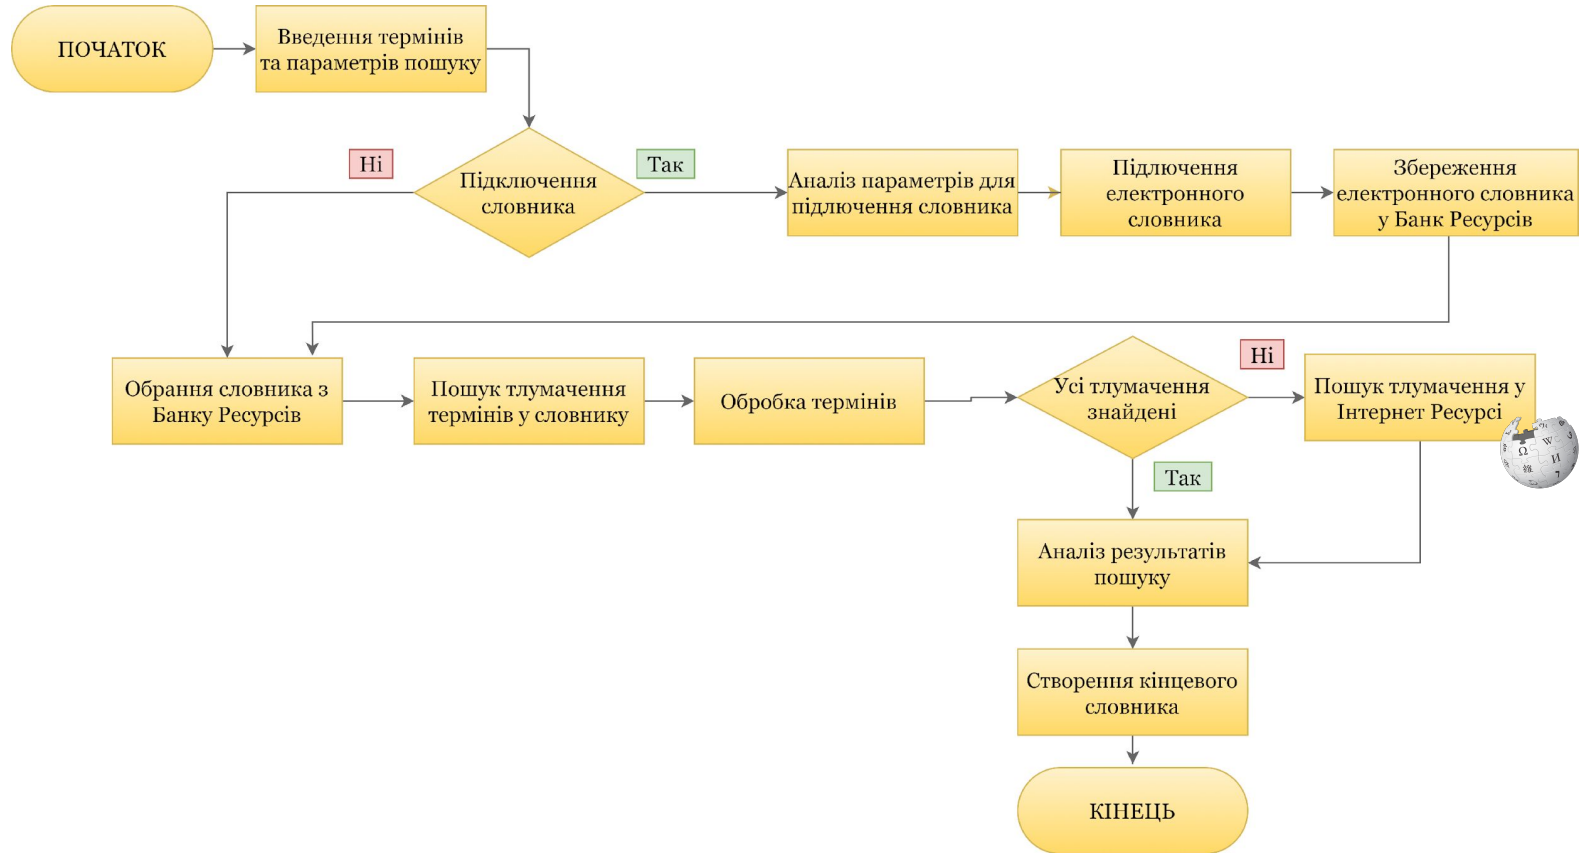 ПОЧАТОК
Введення термінів
та параметрів пошуку
Ні
Так
Підключення
словника
Аналіз параметрів для
підлючення словника
Підлючення
електронного
словника
Збереження
електронного словника
у Банк Ресурсів
Обрання словника з
Банку Ресурсів
Пошук тлумачення
термінів у словнику
Обробка термінів
Усі тлумачення
знайдені
Ні
Пошук тлумачення у
Інтернет Ресурсі
Ω
W
И
Так
Аналіз результатів
пошуку
Створення кінцевого
словника
КІНЕЦЬ